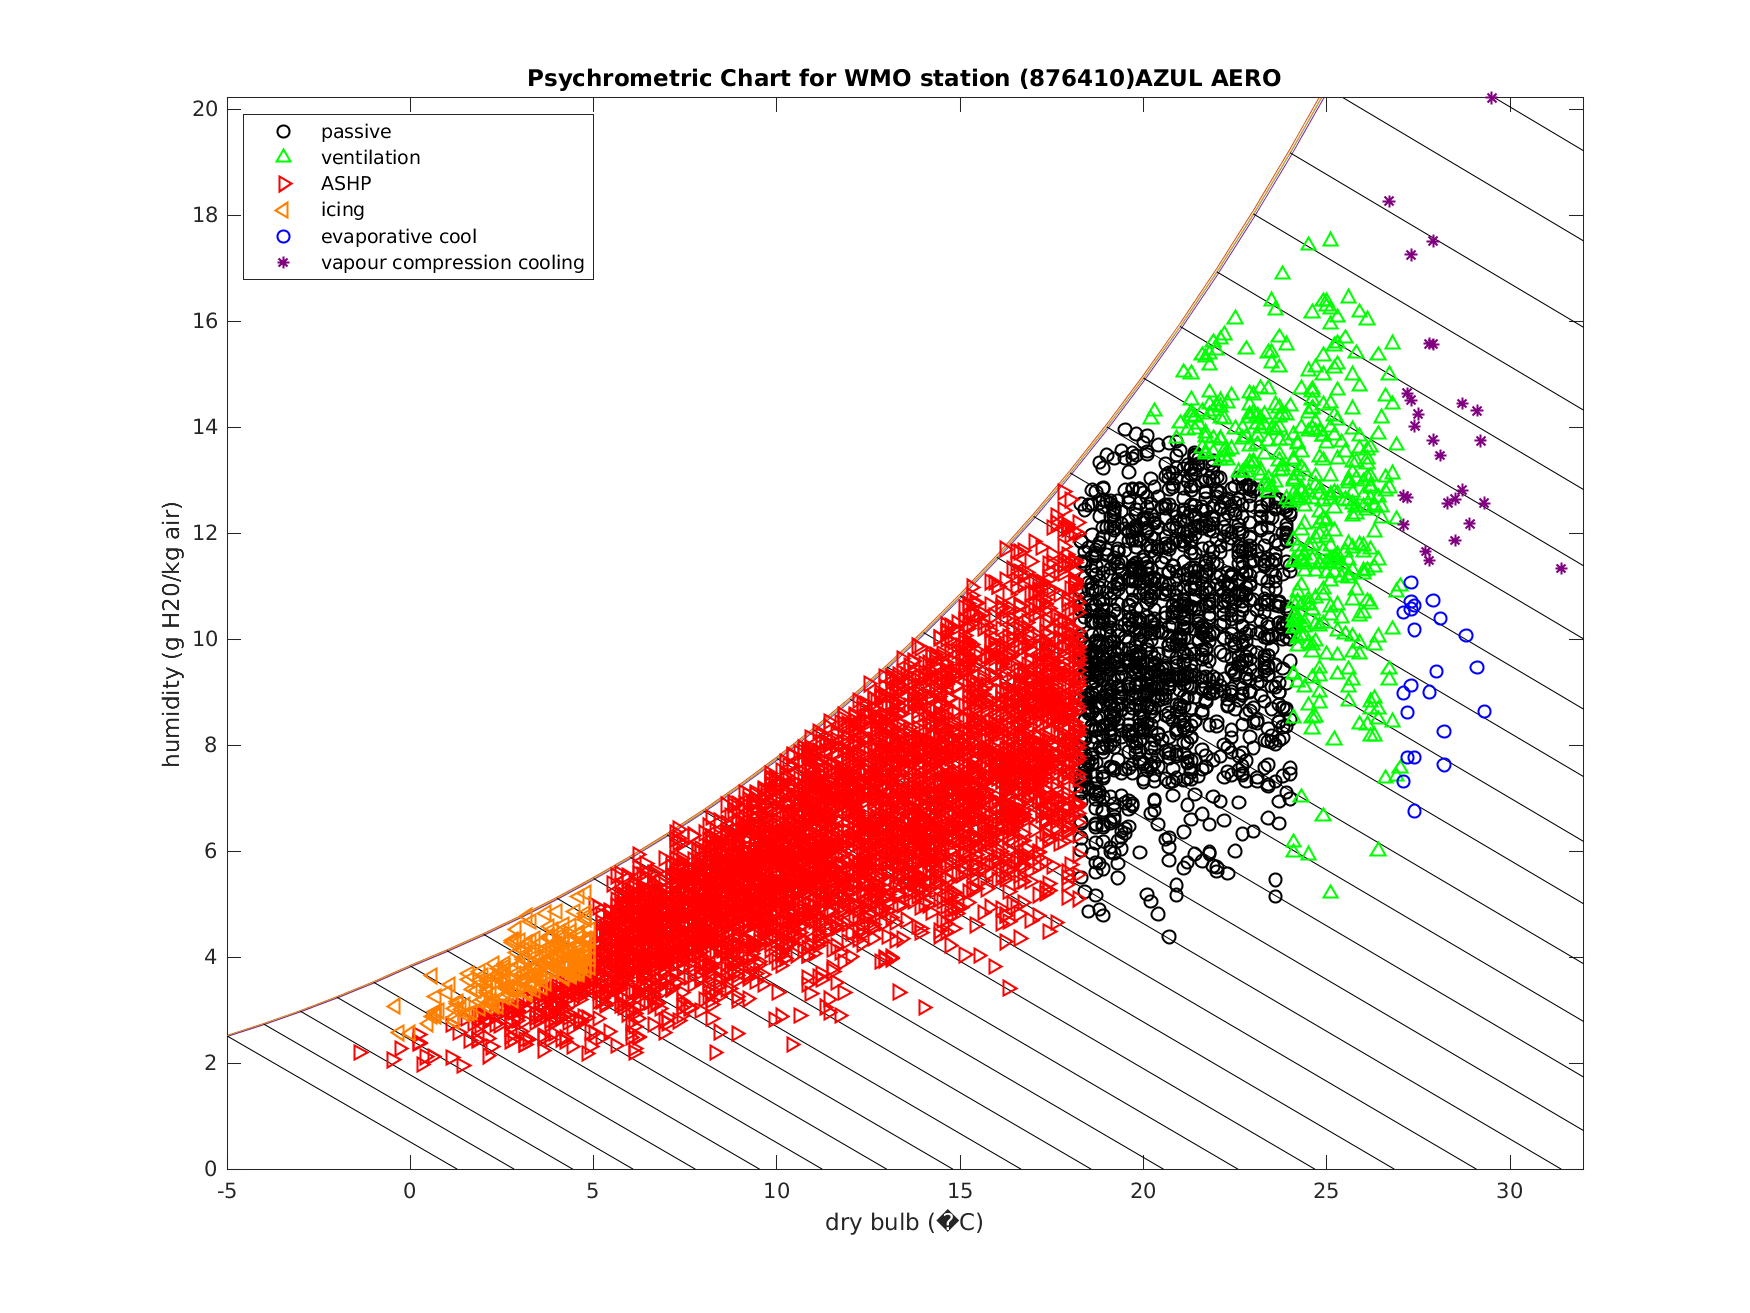 Psychrometric Chart for WMO station (876410)AZUL AERO
passive
ventilation
ASHP
icing
evaporative cool
vapour compression cooling
humidity (g H20/kg air)
20
18
16
14
12
10
8
6
4
2
0
-5 0 5 10 15 20 25 30
dry bulb (�C)